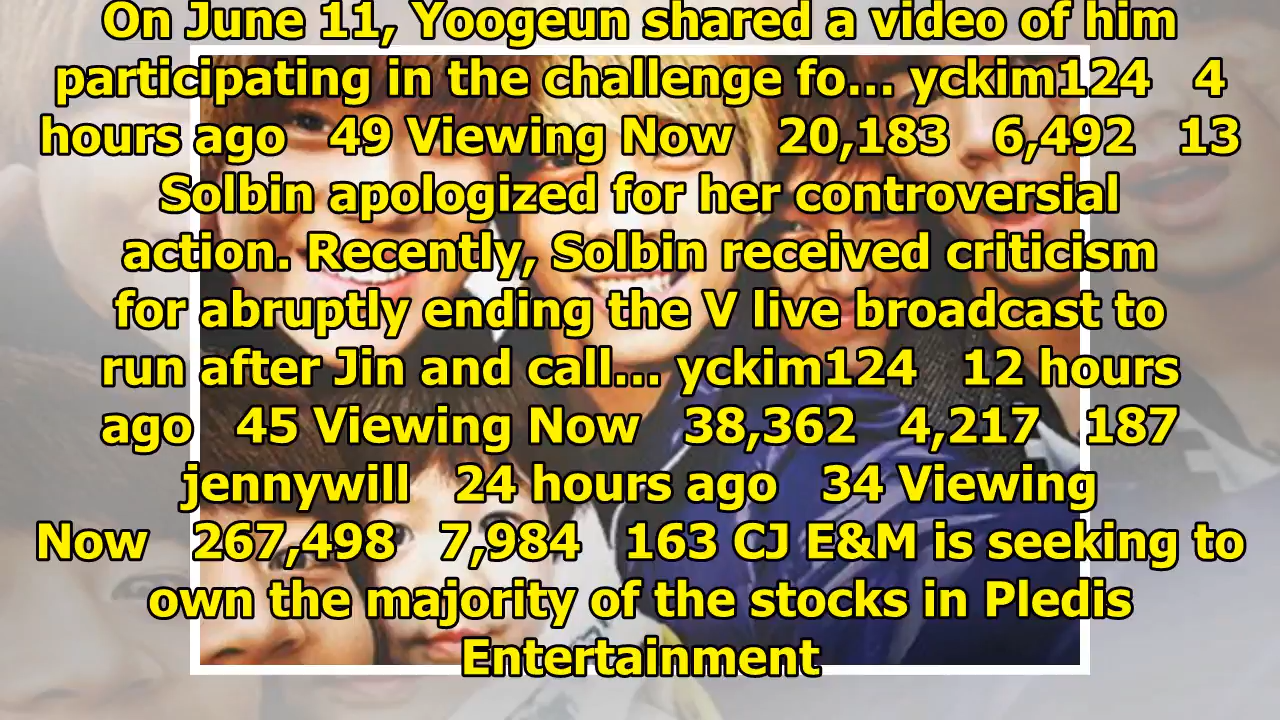 On June 11, Yoogeun shared a video of him
participating in the challenge fo... yckim124 4
hours ago 49 Viewing Now 20,183 6,492 13
Solbin apologized for her controversial
action. Recently, Solbin received criticism
for abruptly ending the V live broadcast to
run after Jin and call... yckim124 12 hours
ago 45 Viewing Now 38,362 4,217 187
jennywill 24 hours ago 34 Viewing
Now 267,498 7,984 163 CJ E&M is seeking to
own the majority of the stocks in Pledis
Entertainment